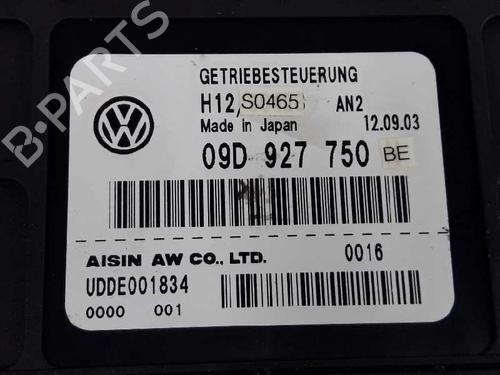 GETRIEBESTEUERUNG
H12 S0465 AN2
Made in Japan 12.09.03
09D 927 750 BE
AISIN AW CO., LTD. 0016
UDDE001834
0000 001
B-PARTS